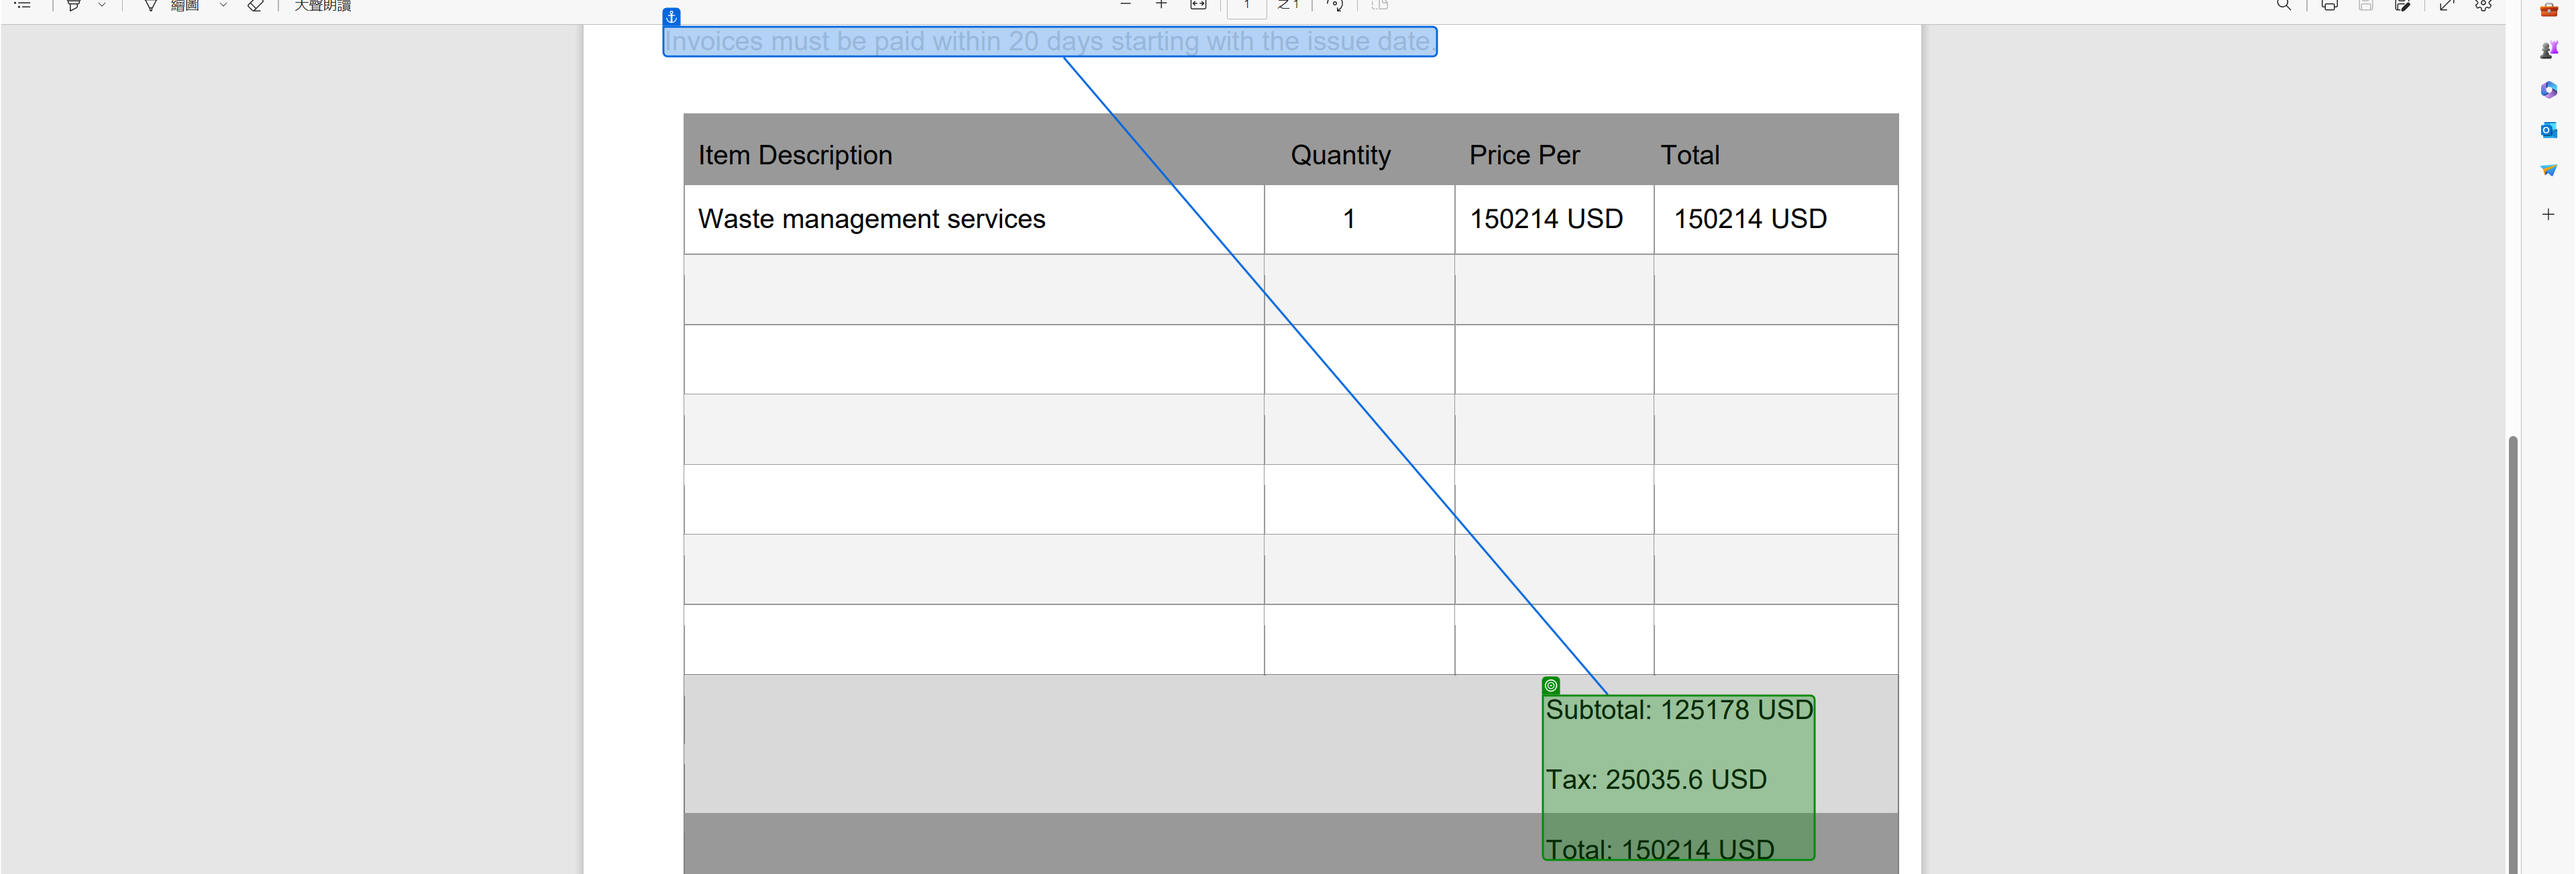 繪圖
大聲朗讀
1
之 1
Invoices must be paid within 20 days starting with the issue date.
Item Description Quantity Price Per Total
Waste management services 1 150214 USD 150214 USD
Subtotal: 125178 USD
Tax: 25035.6 USD
Total: 150214 USD